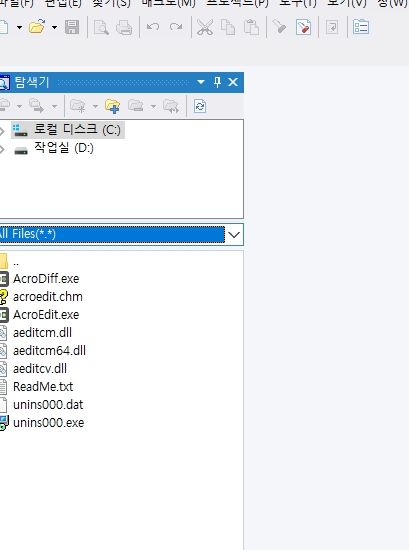 파일(F) 편집(E) 찾기(S) 매크로(M) 프로젝트(P) 도구(T) 보기(V) 창(W)
탐색기
로컬 디스크 (C:)
작업실 (D:)
All Files(*.*)
..
AcroDiff.exe
acroedit.chm
AcroEdit.exe
aeditcm.dll
aeditcm64.dll
aeditcv.dll
ReadMe.txt
unins000.dat
unins000.exe